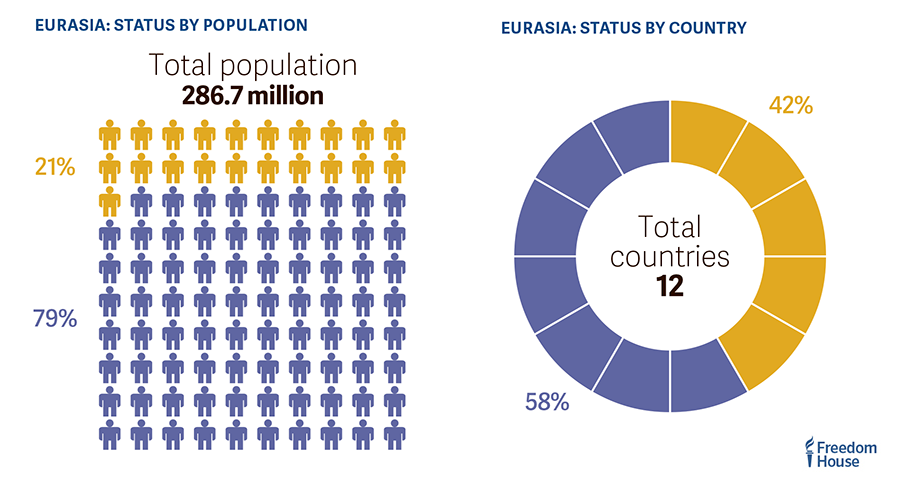 EURASIA: STATUS BY POPULATION
Total population
286.7 million
21%
79%
EURASIA: STATUS BY COUNTRY
42%
Total
countries
12
58%
Freedom
House